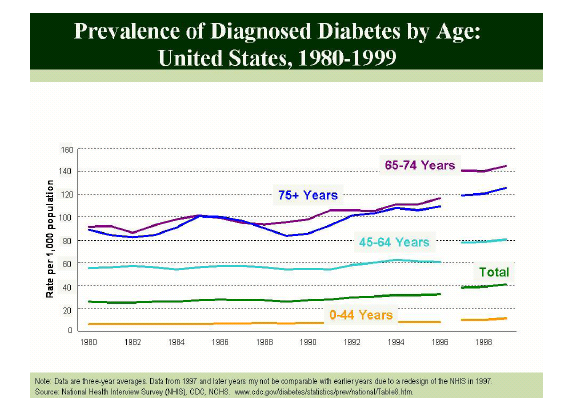 Prevalence of Diagnosed Diabetes by Age:
United States, 1980-1999
160
140
120
100
80
60
40
20
0
Rate per 1,000 population
65-74 Years
75+ Years
45-64 Years
Total
0-44 Years
1980 1982 1984 1986 1988 1990 1992 1994 1996 1998
Note: Data are three-year averages. Data from 1997 and later years my not be comparable with earlier years due to a redesign of the NHIS in 1997.
Source: National Health Interview Survey (NHIS), CDC, NCHS. www.cdc.gov/diabetes/statistics/prev/national/table8.htm.